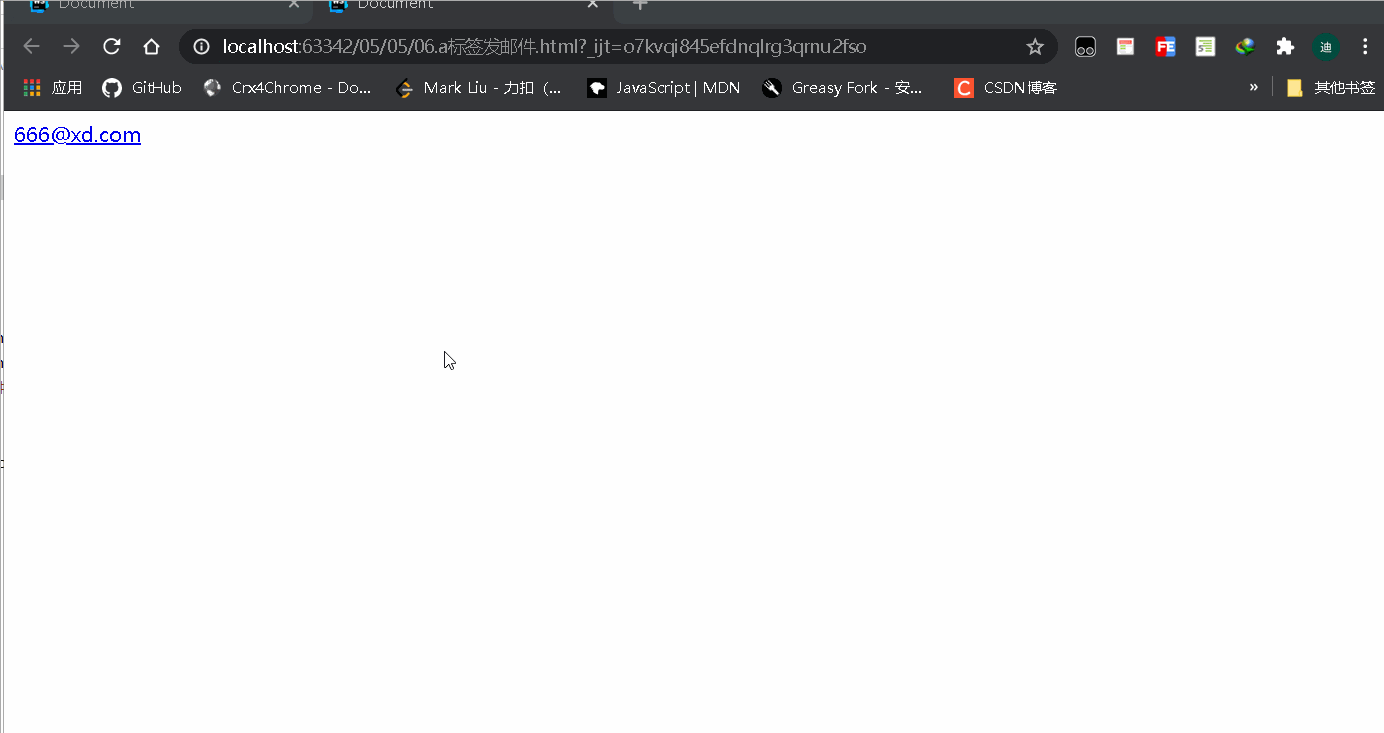 Document Document
localhost:63342/05/05/06.a标签发邮件.html?_ijt=o7kvqi845efdnqlrg3qrnu2fso FE 迪
应用 GitHub Crx4Chrome - Do... Mark Liu - 力扣（... JavaScript | MDN Greasy Fork - 安... C CSDN博客 » 其他书签
666@xd.com